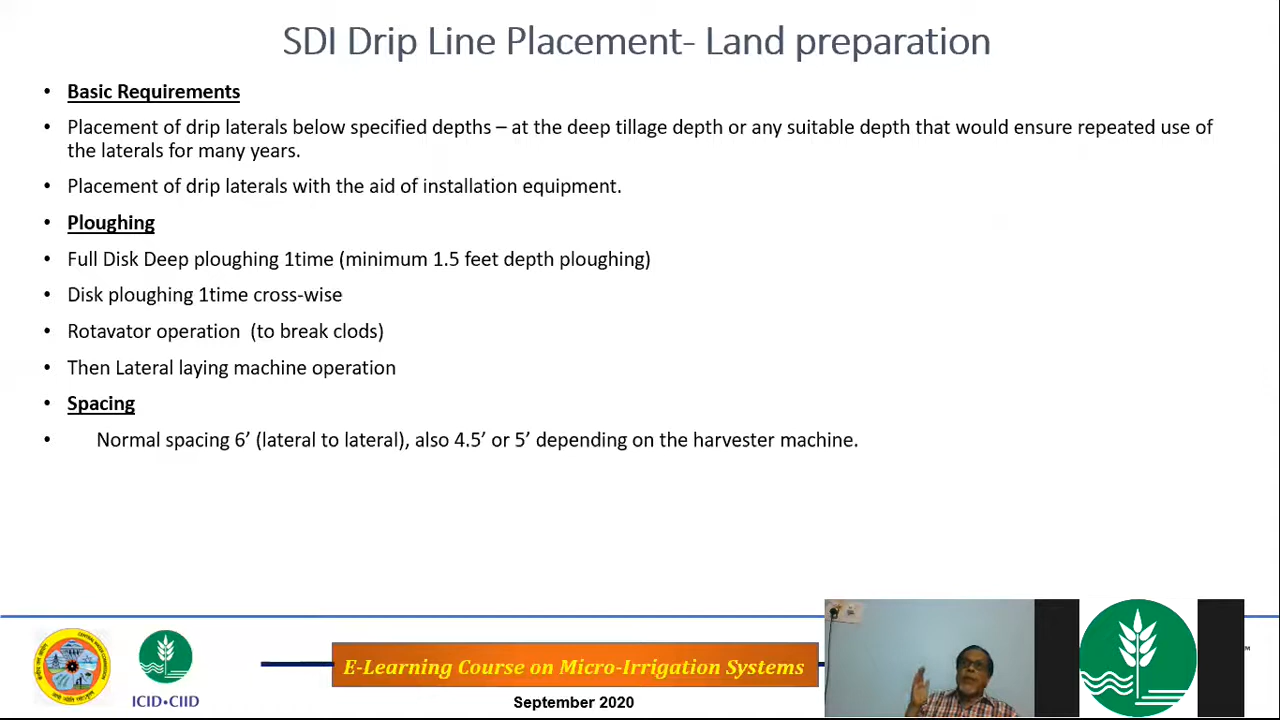 SDI Drip Line Placement- Land preparation
• Basic Requirements
• Placement of drip laterals below specified depths – at the deep tillage depth or any suitable depth that would ensure repeated use of
the laterals for many years.
• Placement of drip laterals with the aid of installation equipment.
• Ploughing
• Full Disk Deep ploughing 1time (minimum 1.5 feet depth ploughing)
• Disk ploughing 1time cross-wise
• Rotavator operation  (to break clods)
• Then Lateral laying machine operation
• Spacing
• Normal spacing 6’ (lateral to lateral), also 4.5’ or 5’ depending on the harvester machine.
ICID•CIID
E-Learning Course on Micro-Irrigation Systems
September 2020